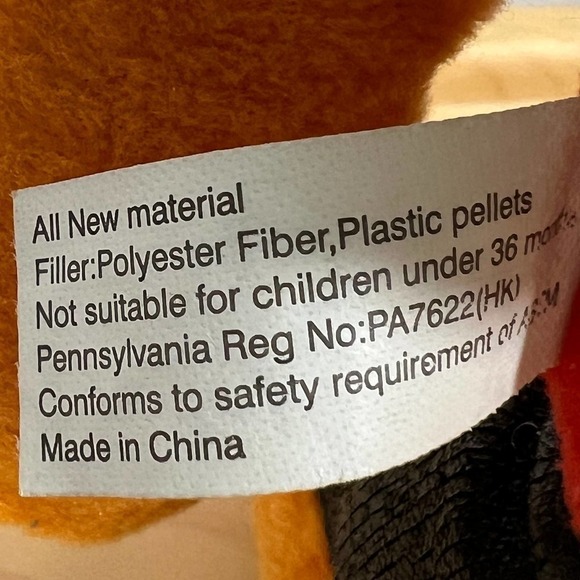 All New material
Filler:Polyester Fiber,Plastic pellets
Not suitable for children under 36
Pennsylvania Reg No:PA7622(HK)
Conforms to safety requirement of ASTM
Made in China